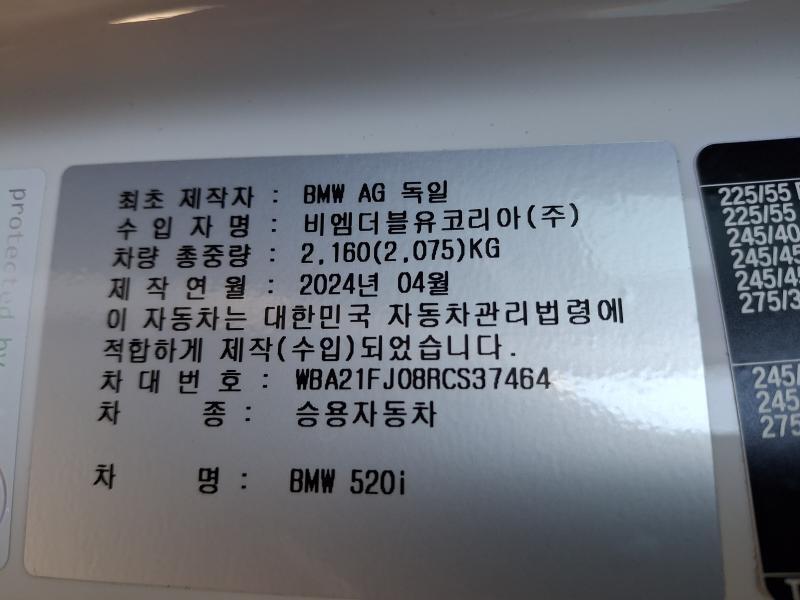 최초 제작자 : BMW AG 독일
수 입 자 명 : 비엠더블유코리아(주)
차량 총중량 : 2,160(2,075)KG
제 작 연 월 : 2024년 04월
이 자동차는 대한민국 자동차관리법령에
적합하게 제작(수입)되었습니다.
차 대 번 호 : WBA21FJ08RCS37464
차 종 : 승용자동차
차 명 : BMW 520i
protected by
225/55
225/55
245/40
245/45
245/45
275/3
245/
245
275